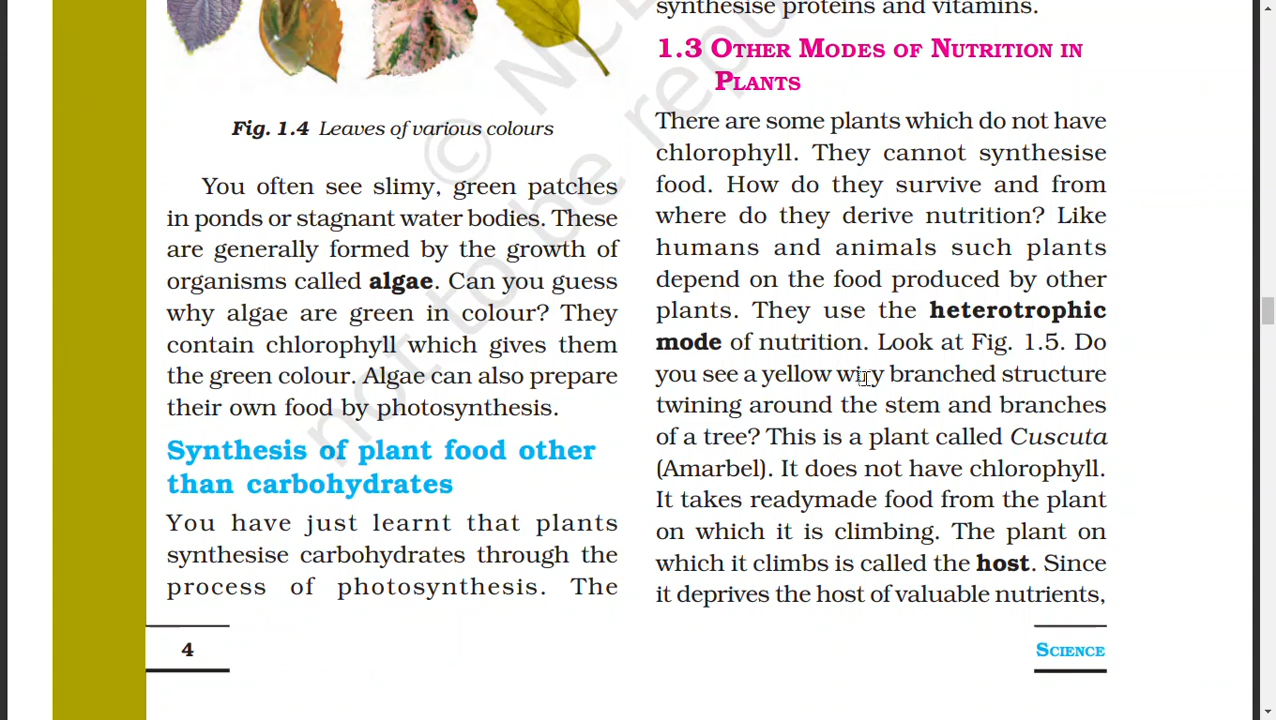 Fig. 1.4 Leaves of various colours
You often see slimy, green patches
in ponds or stagnant water bodies. These
are generally formed by the growth of
organisms called algae. Can you guess
why algae are green in colour? They
contain chlorophyll which gives them
the green colour. Algae can also prepare
their own food by photosynthesis.
Synthesis of plant food other
than carbohydrates
You have just learnt that plants
synthesise carbohydrates through the
process of photosynthesis. The
synthesise proteins and vitamins.
1.3 OTHER MODES OF NUTRITION IN
PLANTS
There are some plants which do not have
chlorophyll. They cannot synthesise
food. How do they survive and from
where do they derive nutrition? Like
humans and animals such plants
depend on the food produced by other
plants. They use the heterotrophic
mode of nutrition. Look at Fig. 1.5. Do
you see a yellow wiry branched structure
twining around the stem and branches
of a tree? This is a plant called Cuscuta
(Amarbel). It does not have chlorophyll.
It takes readymade food from the plant
on which it is climbing. The plant on
which it climbs is called the host. Since
it deprives the host of valuable nutrients,
4
SCIENCE
© NC
not to be repu